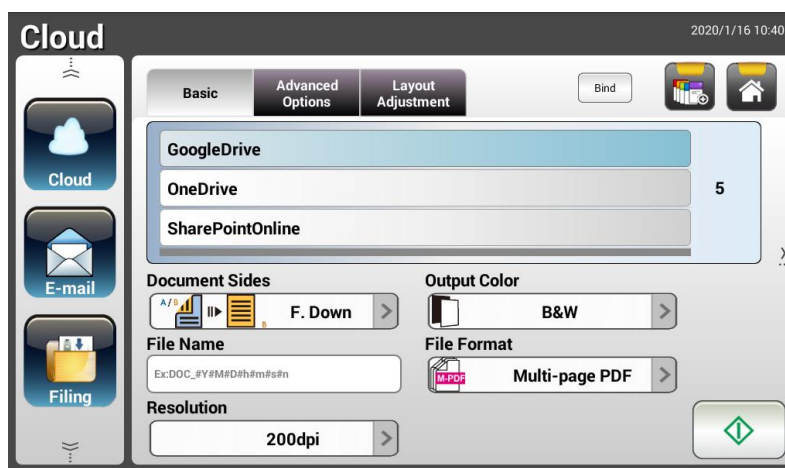 Cloud
2020/1/16 10:40
Basic
Advanced Options
Layout Adjustment
Bind
Cloud
E-mail
Filing
GoogleDrive
OneDrive
SharePointOnline
5
Document Sides
A/B
B
F. Down
Output Color
B&W
File Name
Ex:DOC_#Y#M#D#h#m#s#n
File Format
M-PDF
Multi-page PDF
Resolution
200dpi